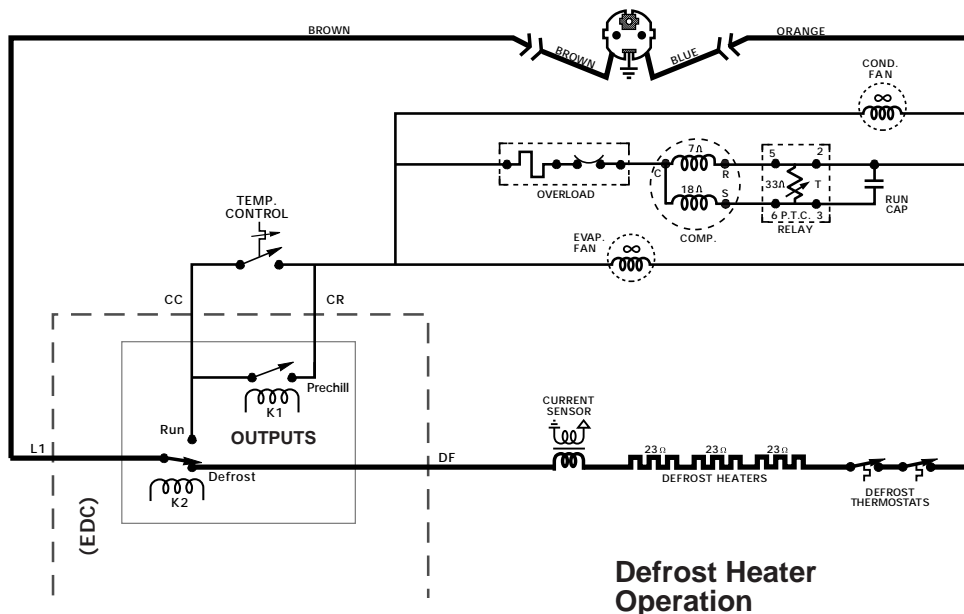 BROWN
ORANGE
BROWN
BLUE
COND.
FAN
7Ω
5
2
C
R
33Ω
T
OVERLOAD
18Ω
S
RUN
CAP
6 P.T.C. 3
RELAY
COMP.
TEMP.
CONTROL
EVAP.
FAN
CC
CR
Prechill
K1
Run
OUTPUTS
CURRENT
SENSOR
L1
Defrost
DF
23Ω
23Ω
23Ω
DEFROST HEATERS
K2
DEFROST
THERMOSTATS
(EDC)
Defrost Heater
Operation